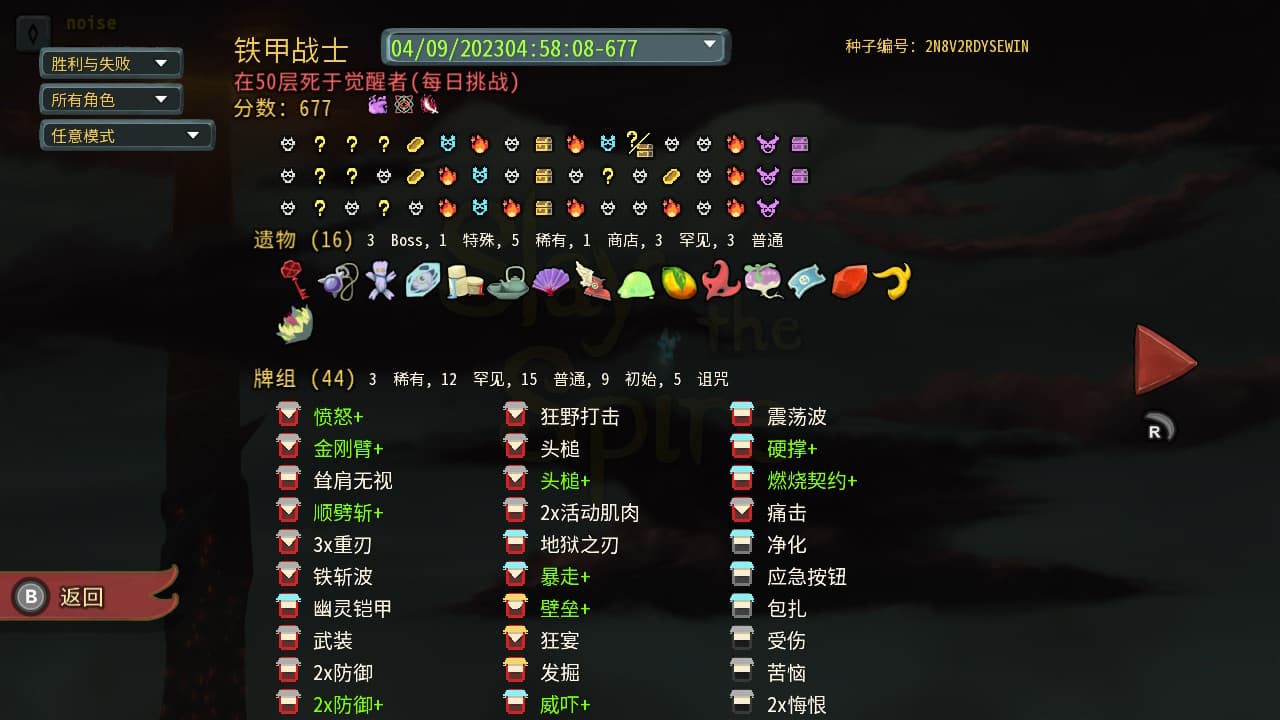 noise
胜利与失败
所有角色
任意模式
铁甲战士
04/09/202304:58:08-677
种子编号: 2N8V2RDYSEWIN
在50层死于觉醒者(每日挑战)
分数: 677
遗物 (16) 3 Boss, 1 特殊, 5 稀有, 1 商店, 3 罕见, 3 普通
Slay the Spire
牌组 (44) 3 稀有, 12 罕见, 15 普通, 9 初始, 5 诅咒
愤怒+ 狂野打击 震荡波
金刚臂+ 头槌 硬撑+
耸肩无视 头槌+ 燃烧契约+
顺劈斩+ 2x活动肌肉 痛击
3x重刃 地狱之刃 净化
铁斩波 暴走+ 应急按钮
幽灵铠甲 壁垒+ 包扎
武装 狂宴 受伤
2x防御 发掘 苦恼
2x防御+ 威吓+ 2x悔恨
B 返回
R